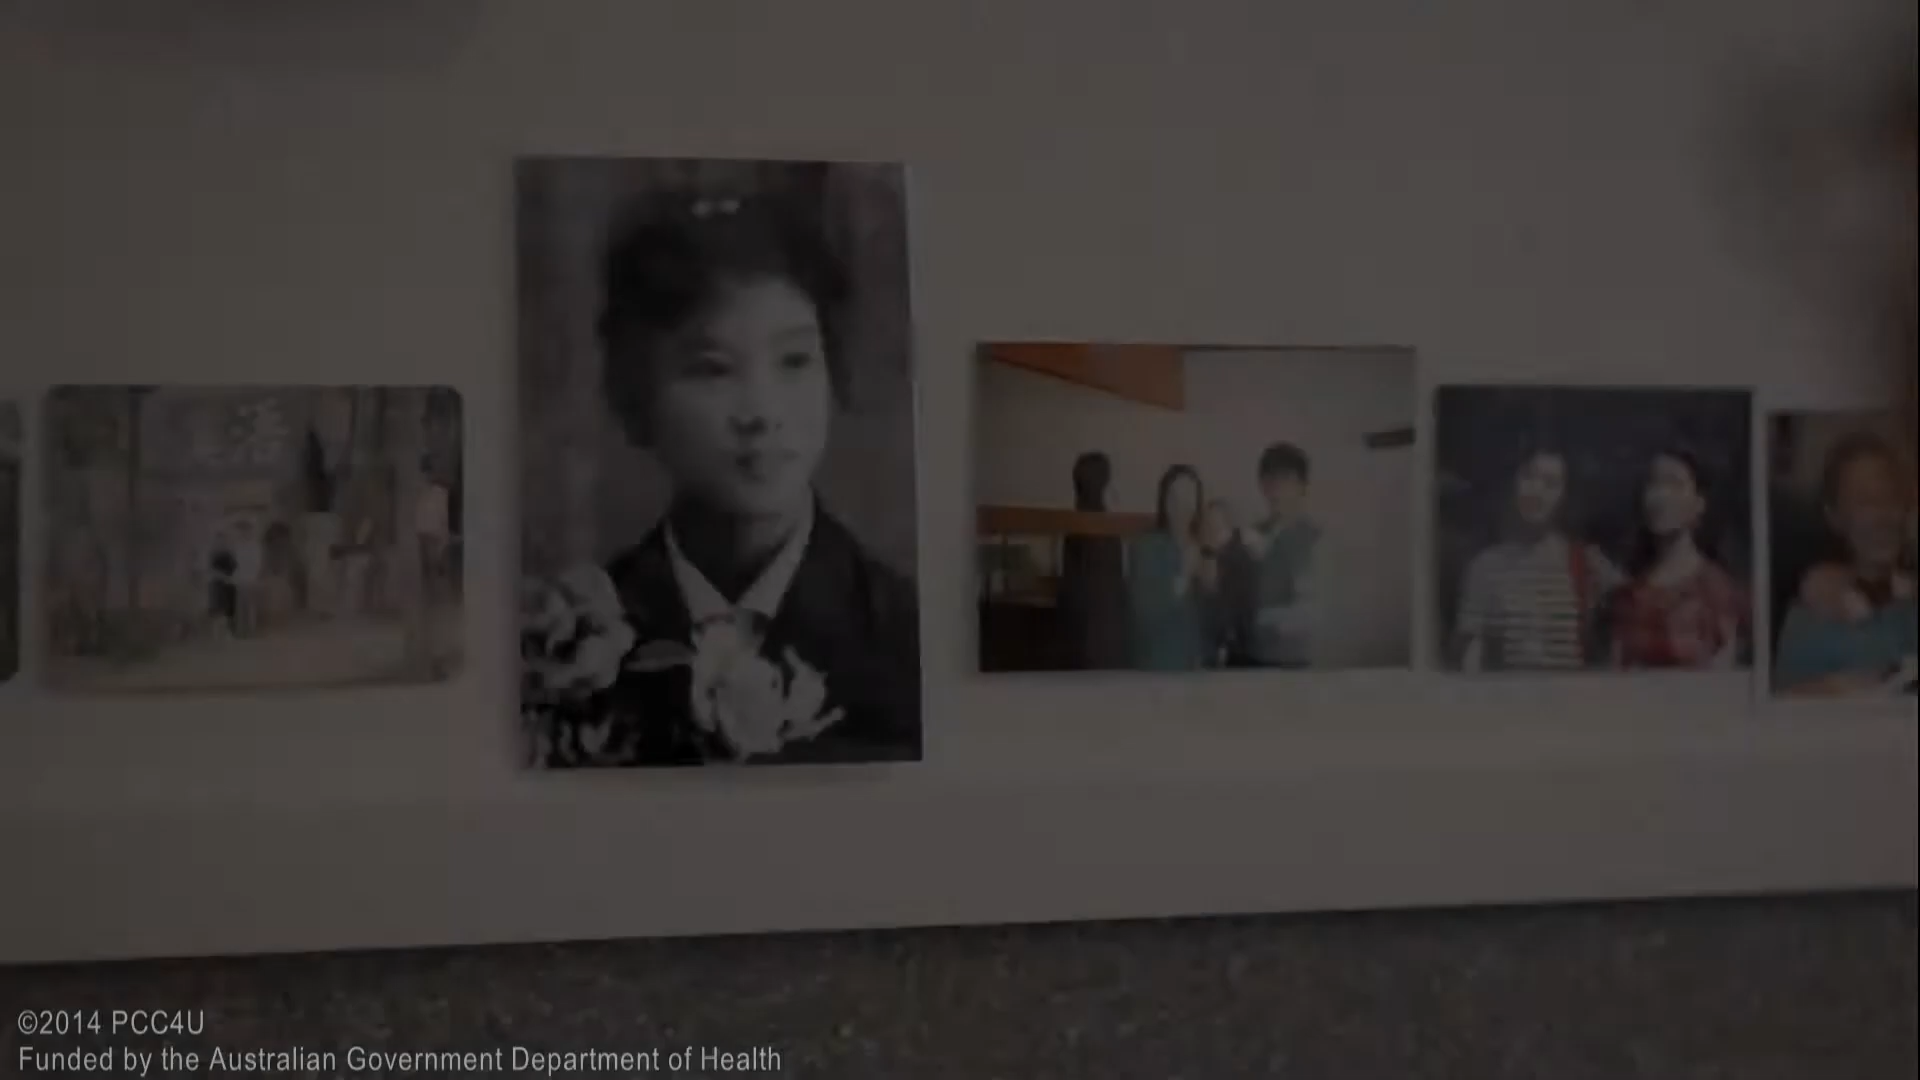 ©2014 PCC4U
Funded by the Australian Government Department of Health